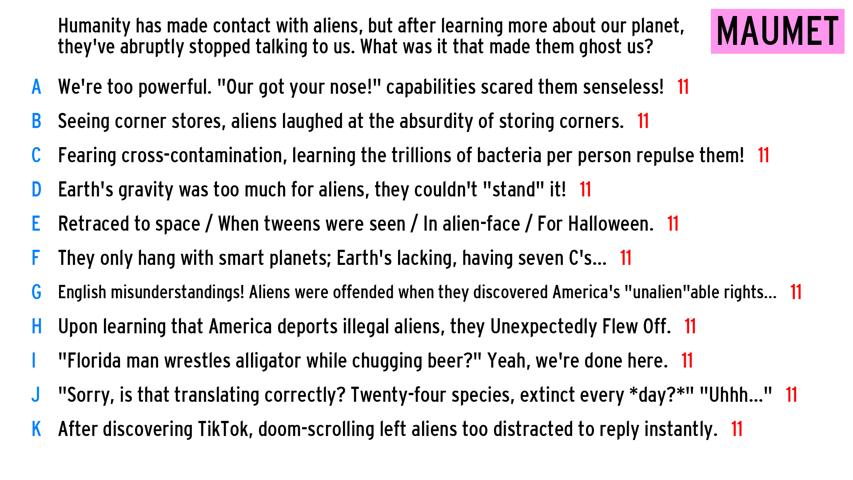 Humanity has made contact with aliens, but after learning more about our planet,
they've abruptly stopped talking to us. What was it that made them ghost us?
MAUMET
A We're too powerful. "Our got your nose!" capabilities scared them senseless! 11
B Seeing corner stores, aliens laughed at the absurdity of storing corners. 11
C Fearing cross-contamination, learning the trillions of bacteria per person repulse them! 11
D Earth's gravity was too much for aliens, they couldn't "stand" it! 11
E Retraced to space / When tweens were seen / In alien-face / For Halloween. 11
F They only hang with smart planets; Earth's lacking, having seven C's... 11
G English misunderstandings! Aliens were offended when they discovered America's "unalien"able rights... 11
H Upon learning that America deports illegal aliens, they Unexpectedly Flew Off. 11
I "Florida man wrestles alligator while chugging beer?" Yeah, we're done here. 11
J "Sorry, is that translating correctly? Twenty-four species, extinct every *day?*" "Uhhh..." 11
K After discovering TikTok, doom-scrolling left aliens too distracted to reply instantly. 11